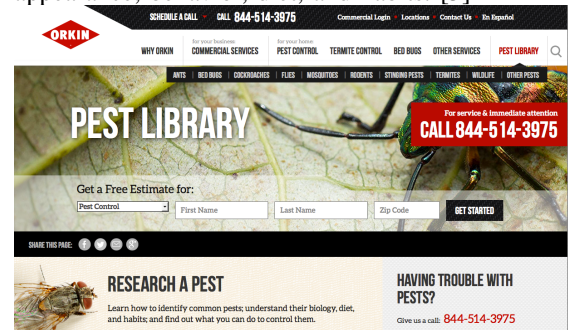 ORKIN
SCHEDULE A CALL CALL 844-514-3975 Commercial Login Locations Contact Us En Español
for your business for your home
WHY ORKIN COMMERCIAL SERVICES PEST CONTROL TERMITE CONTROL BED BUGS OTHER SERVICES PEST LIBRARY
ANTS | BED BUGS | COCKROACHES | FLIES | MOSQUITOES | RODENTS | STINGING PESTS | TERMITES | WILDLIFE | OTHER PESTS
PEST LIBRARY
For service & immediate attention
CALL 844-514-3975
Get a Free Estimate for:
Pest Control First Name Last Name Zip Code GET STARTED
SHARE THIS PAGE:
RESEARCH A PEST
Learn how to identify common pests; understand their biology, diet,
and habits; and find out what you can do to control them.
HAVING TROUBLE WITH
PESTS?
Give us a call: 844-514-3975